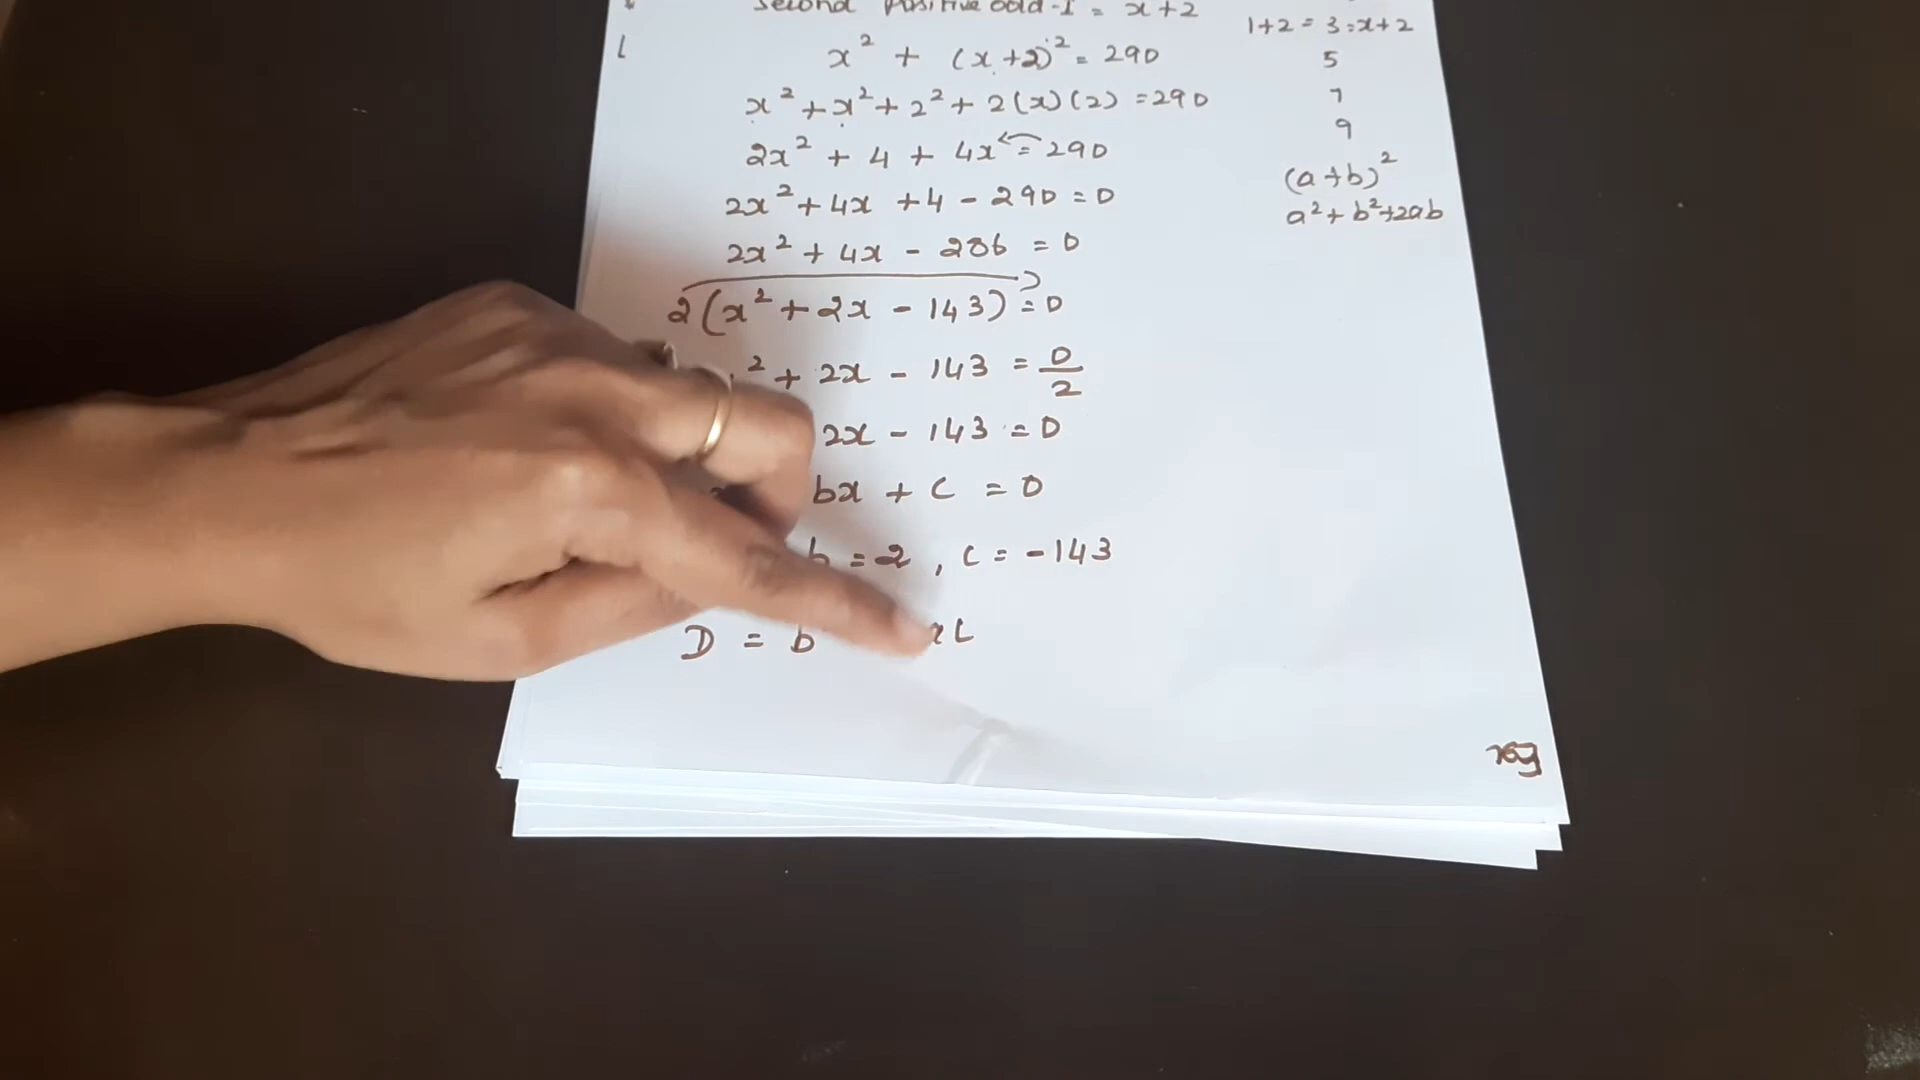 Second Positive odd-I = x+2
1+2 = 3 = x+2
x² + (x+2)² = 290
5
x² + x² + 2² + 2(x)(2) = 290
7
9
2x² + 4 + 4x = 290
(a+b)²
2x² + 4x + 4 - 290 = 0
a² + b² + 2ab
2x² + 4x - 286 = 0
2(x² + 2x - 143) = 0
² + 2x - 143 = 0/2
2x - 143 = 0
bx + c = 0
b = 2, c = -143
D = b